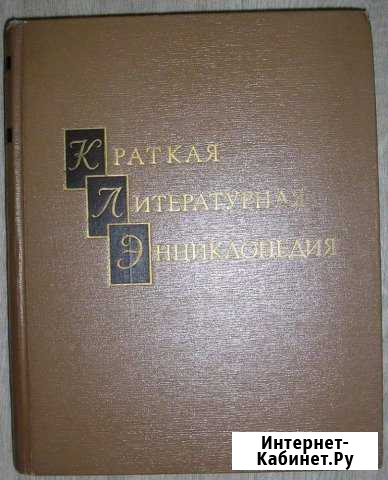 КРАТКАЯ
ЛИТЕРАТУРНАЯ
ЭНЦИКЛОПЕДИЯ
Интернет-
Кабинет.Ру